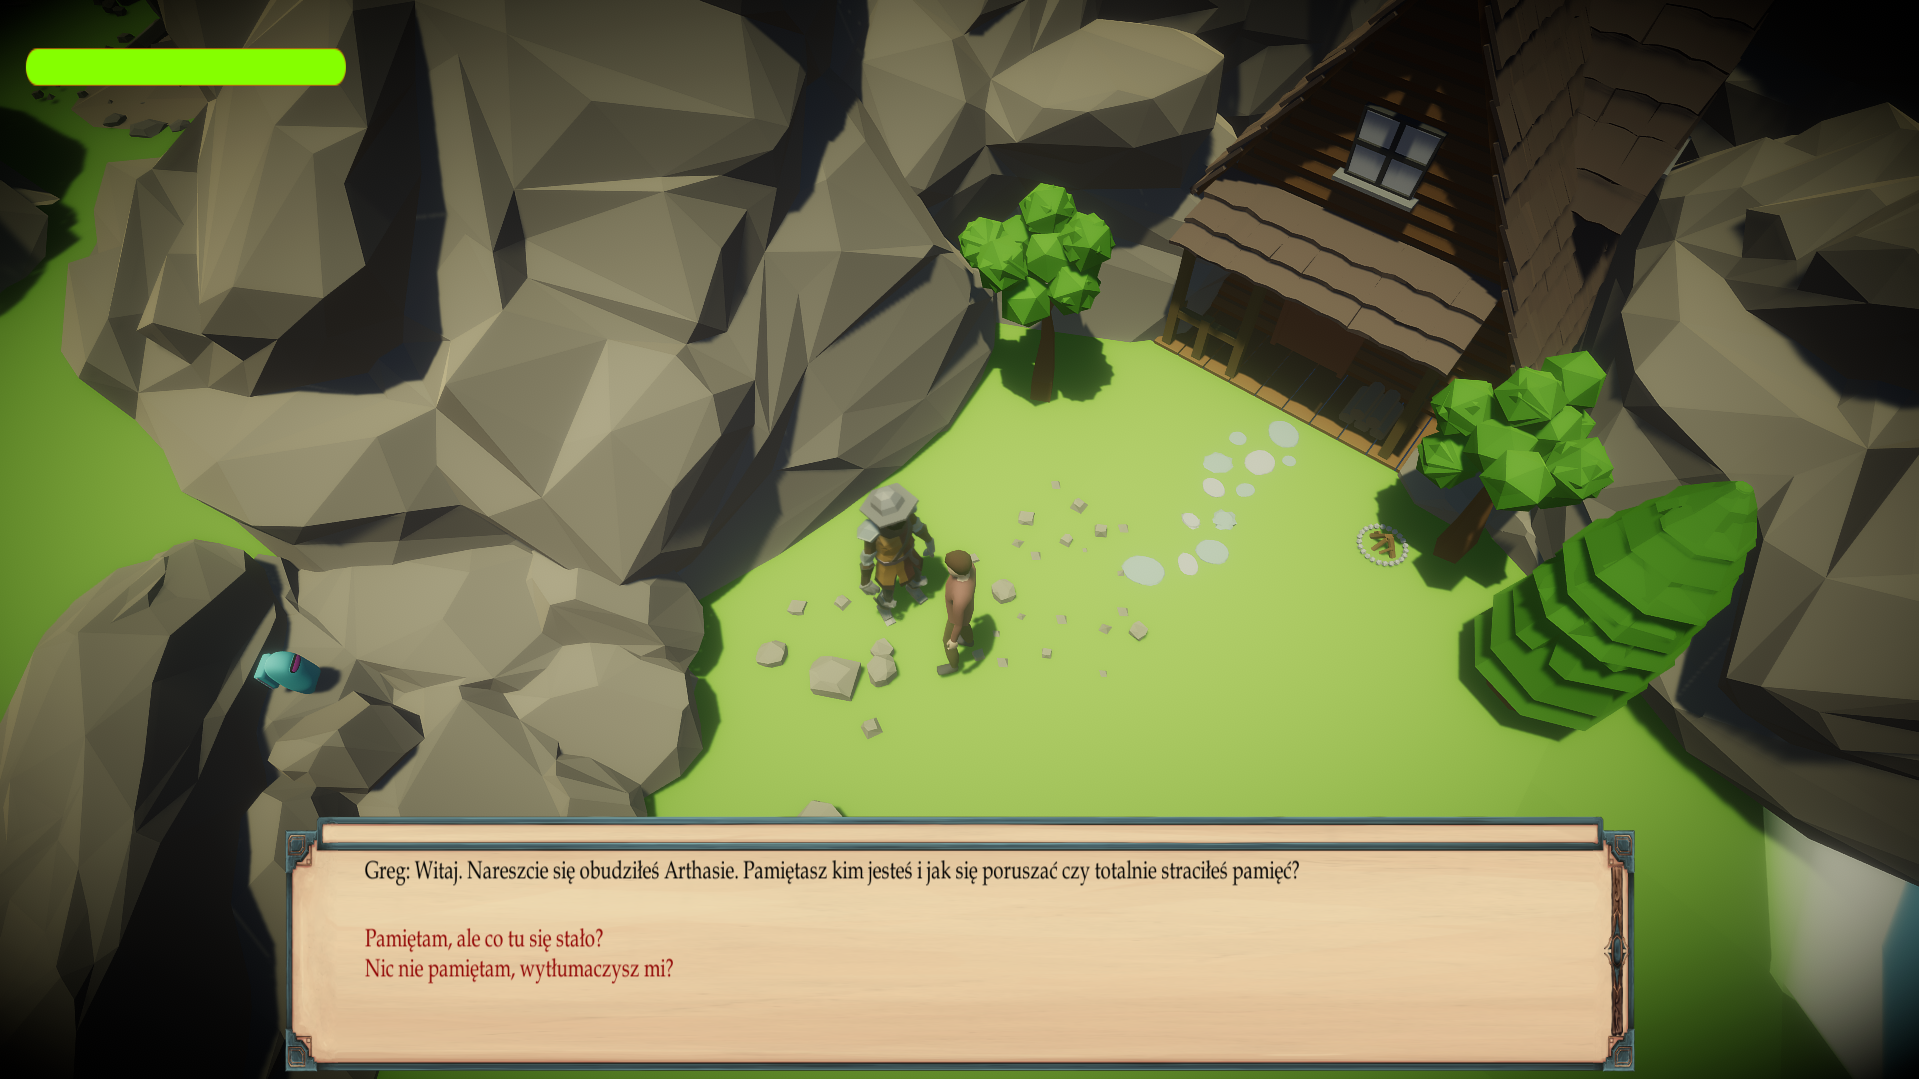 Greg: Witaj. Nareszcie się obudziłeś Arthasie. Pamiętasz kim jesteś i jak się poruszać czy totalnie straciłeś pamięć?
Pamiętam, ale co tu się stało?
Nic nie pamiętam, wytłumaczysz mi?